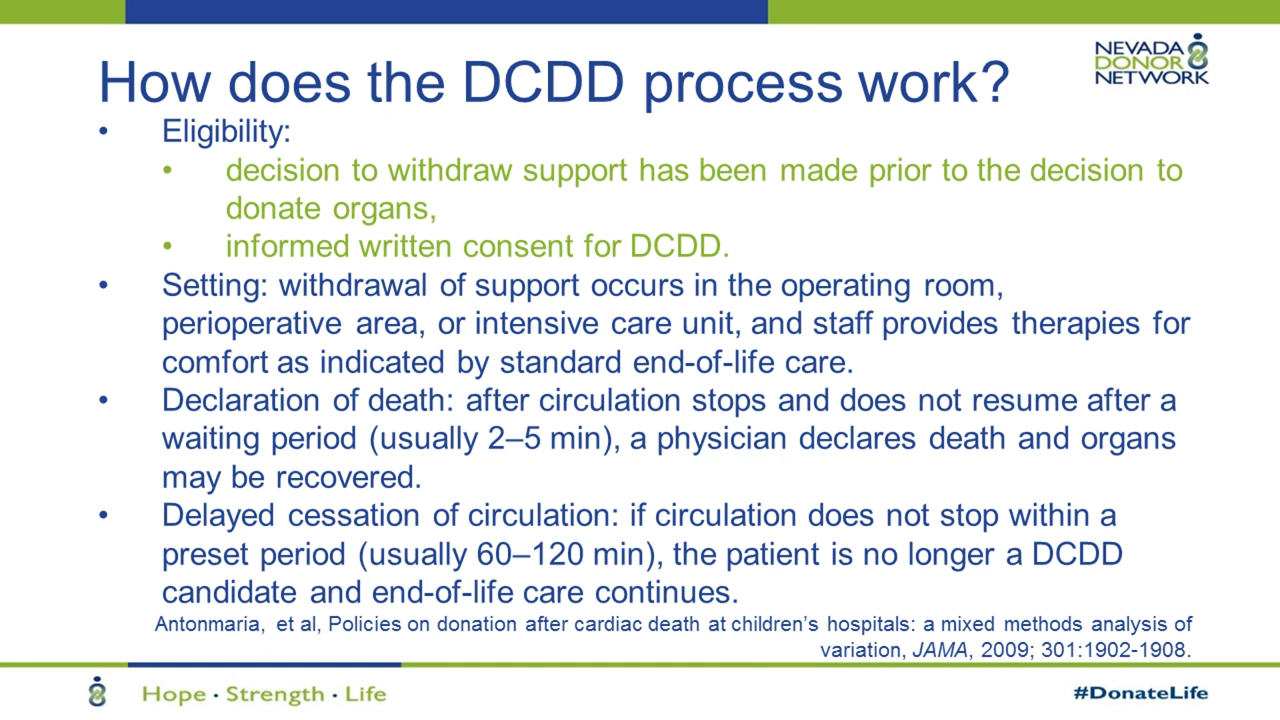 NEVADA
DONOR
NETWORK
How does the DCDD process work?
• Eligibility:
• decision to withdraw support has been made prior to the decision to
donate organs,
• informed written consent for DCDD.
• Setting: withdrawal of support occurs in the operating room,
perioperative area, or intensive care unit, and staff provides therapies for
comfort as indicated by standard end-of-life care.
• Declaration of death: after circulation stops and does not resume after a
waiting period (usually 2–5 min), a physician declares death and organs
may be recovered.
• Delayed cessation of circulation: if circulation does not stop within a
preset period (usually 60–120 min), the patient is no longer a DCDD
candidate and end-of-life care continues.
Antonmaria, et al, Policies on donation after cardiac death at children’s hospitals: a mixed methods analysis of
variation, JAMA, 2009; 301:1902-1908.
Hope · Strength · Life
#DonateLife